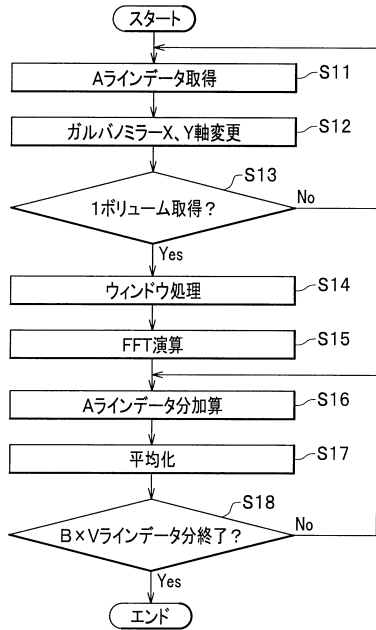 スタート
Aラインデータ取得
S11
ガルバノミラーX、Y軸変更
S12
S13
1ボリューム取得?
No
Yes
ウィンドウ処理
S14
FFT演算
S15
Aラインデータ分加算
S16
平均化
S17
S18
B×Vラインデータ分終了?
No
Yes
エンド